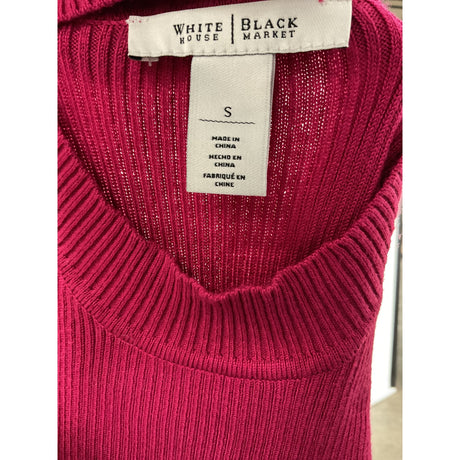 WHITE | BLACK
HOUSE | MARKET
S
MADE IN
CHINA
HECHO EN
CHINA
FABRIQUÉ EN
CHINE